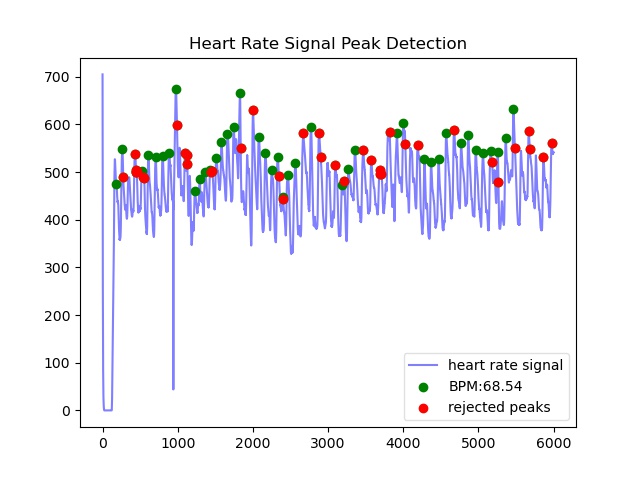 Heart Rate Signal Peak Detection
700
600
500
400
300
200
100
0
0 1000 2000 3000 4000 5000 6000
heart rate signal
BPM:68.54
rejected peaks